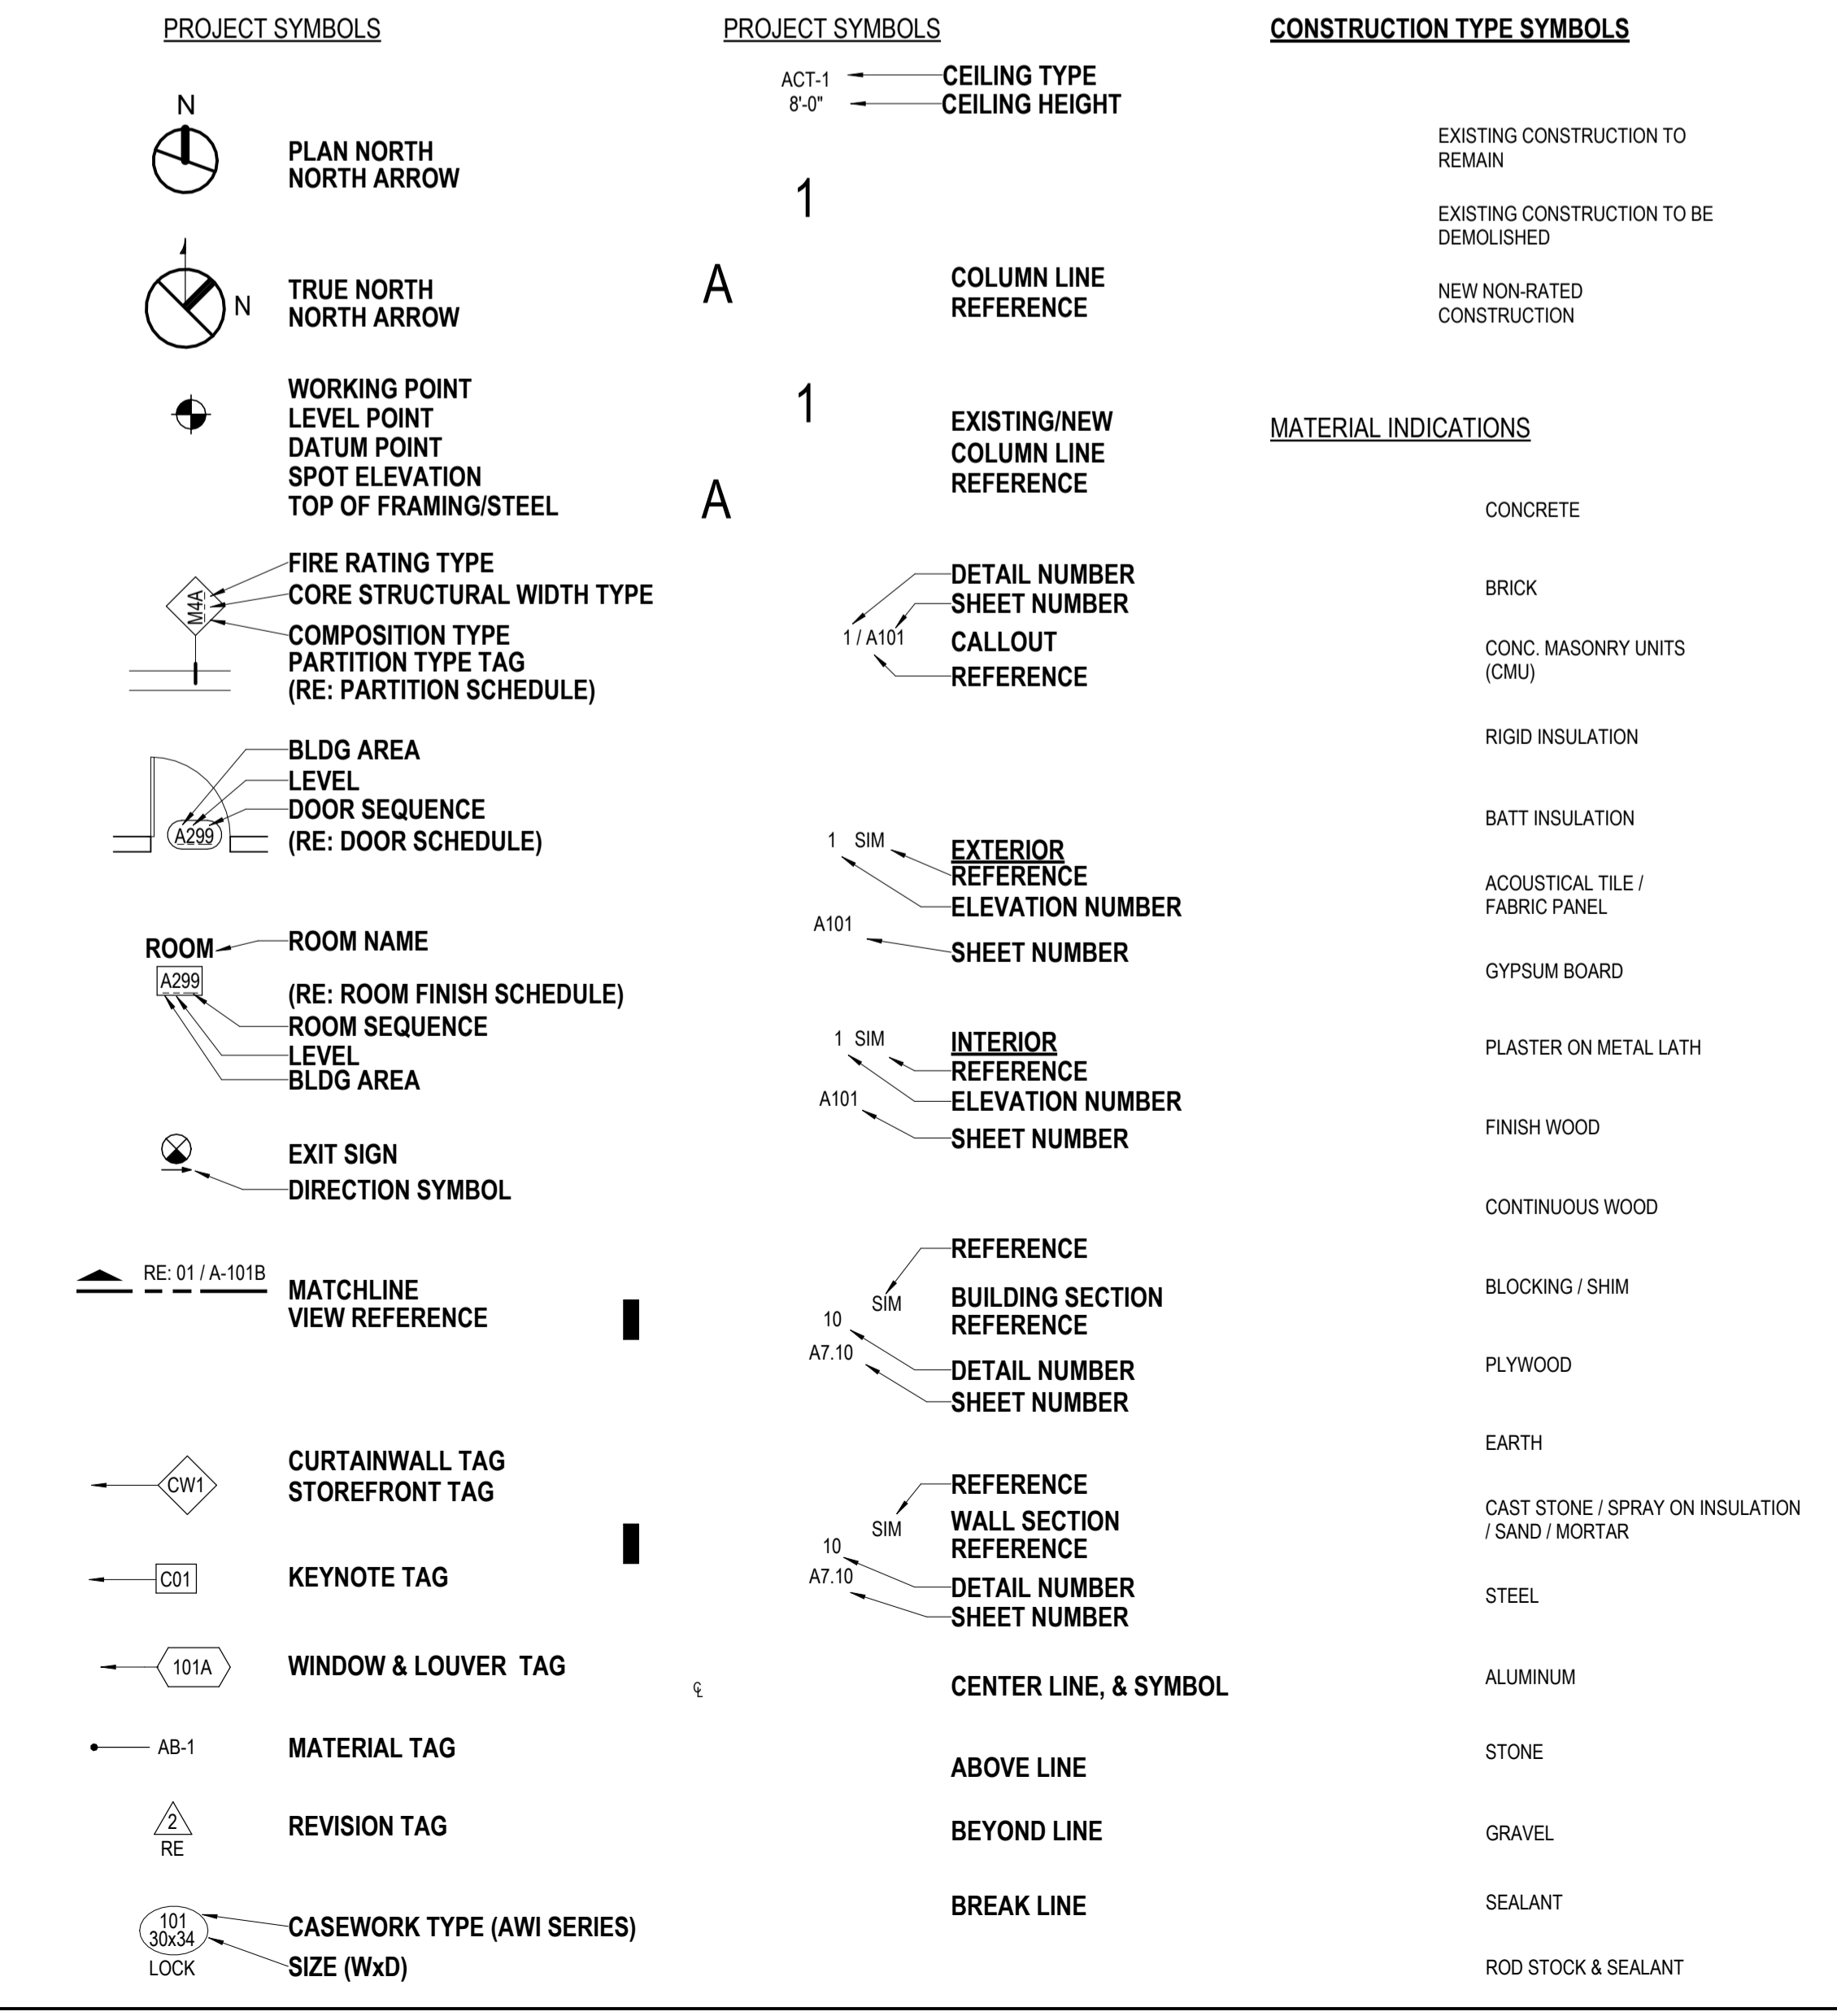 PROJECT SYMBOLS
N
PLAN NORTH
NORTH ARROW
TRUE NORTH
N
NORTH ARROW
WORKING POINT
LEVEL POINT
DATUM POINT
SPOT ELEVATION
TOP OF FRAMING/STEEL
FIRE RATING TYPE
CORE STRUCTURAL WIDTH TYPE
M4A
COMPOSITION TYPE
PARTITION TYPE TAG
(RE: PARTITION SCHEDULE)
BLDG AREA
LEVEL
DOOR SEQUENCE
A299
(RE: DOOR SCHEDULE)
ROOM
ROOM NAME
A299
(RE: ROOM FINISH SCHEDULE)
ROOM SEQUENCE
LEVEL
BLDG AREA
EXIT SIGN
DIRECTION SYMBOL
RE: 01 / A-101B
MATCHLINE
VIEW REFERENCE
CURTAINWALL TAG
CW1
STOREFRONT TAG
C01
KEYNOTE TAG
101A
WINDOW & LOUVER TAG
AB-1
MATERIAL TAG
2
RE
REVISION TAG
101
30x34
LOCK
CASEWORK TYPE (AWI SERIES)
SIZE (WxD)
PROJECT SYMBOLS
ACT-1
CEILING TYPE
8'-0"
CEILING HEIGHT
1
A
COLUMN LINE
REFERENCE
1
EXISTING/NEW
COLUMN LINE
REFERENCE
A
DETAIL NUMBER
SHEET NUMBER
1 / A101
CALLOUT
REFERENCE
1 SIM
EXTERIOR
REFERENCE
ELEVATION NUMBER
A101
SHEET NUMBER
1 SIM
INTERIOR
REFERENCE
ELEVATION NUMBER
A101
SHEET NUMBER
REFERENCE
SIM
BUILDING SECTION
REFERENCE
10
A7.10
DETAIL NUMBER
SHEET NUMBER
REFERENCE
SIM
WALL SECTION
REFERENCE
10
A7.10
DETAIL NUMBER
SHEET NUMBER
℄
CENTER LINE, & SYMBOL
ABOVE LINE
BEYOND LINE
BREAK LINE
CONSTRUCTION TYPE SYMBOLS
EXISTING CONSTRUCTION TO
REMAIN
EXISTING CONSTRUCTION TO BE
DEMOLISHED
NEW NON-RATED
CONSTRUCTION
MATERIAL INDICATIONS
CONCRETE
BRICK
CONC. MASONRY UNITS
(CMU)
RIGID INSULATION
BATT INSULATION
ACOUSTICAL TILE /
FABRIC PANEL
GYPSUM BOARD
PLASTER ON METAL LATH
FINISH WOOD
CONTINUOUS WOOD
BLOCKING / SHIM
PLYWOOD
EARTH
CAST STONE / SPRAY ON INSULATION
/ SAND / MORTAR
STEEL
ALUMINUM
STONE
GRAVEL
SEALANT
ROD STOCK & SEALANT